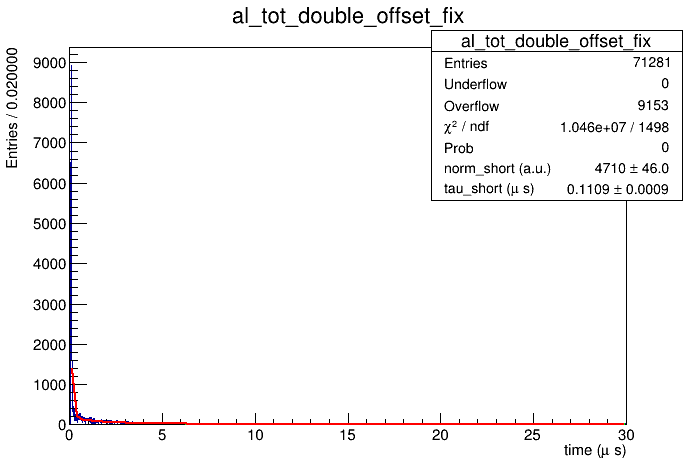 al_tot_double_offset_fix
al_tot_double_offset_fix
Entries 71281
Underflow 0
Overflow 9153
χ² / ndf 1.046e+07 / 1498
Prob 0
norm_short (a.u.) 4710 ± 46.0
tau_short (μ s) 0.1109 ± 0.0009
Entries / 0.020000
9000
8000
7000
6000
5000
4000
3000
2000
1000
0
0 5 10 15 20 25 30
time (μ s)